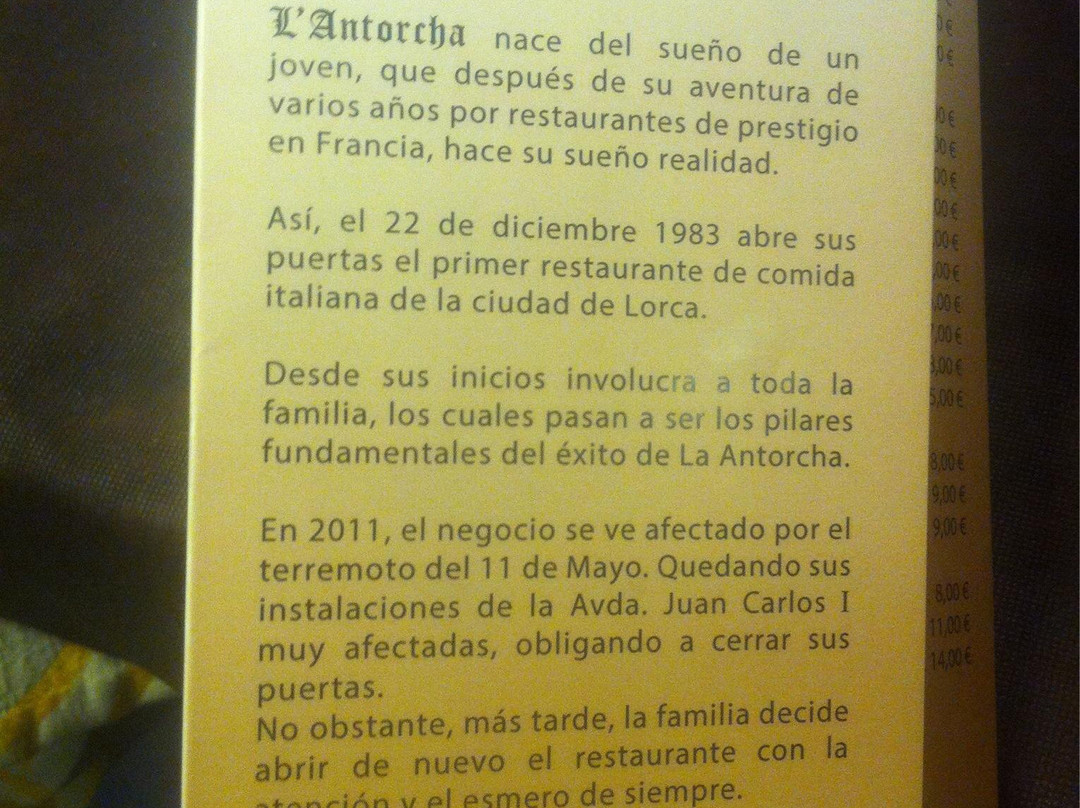 L'Antorcha nace del sueño de un
joven, que después de su aventura de
varios años por restaurantes de prestigio
en Francia, hace su sueño realidad.
Así, el 22 de diciembre 1983 abre sus
puertas el primer restaurante de comida
italiana de la ciudad de Lorca.
Desde sus inicios involucra a toda la
familia, los cuales pasan a ser los pilares
fundamentales del éxito de La Antorcha.
En 2011, el negocio se ve afectado por el
terremoto del 11 de Mayo. Quedando sus
instalaciones de la Avda. Juan Carlos I
muy afectadas, obligando a cerrar sus
puertas.
No obstante, más tarde, la familia decide
abrir de nuevo el restaurante con la
atención y el esmero de siempre.
8,00€
9,00€
9,00€
8,00€
11,00€
14,00€